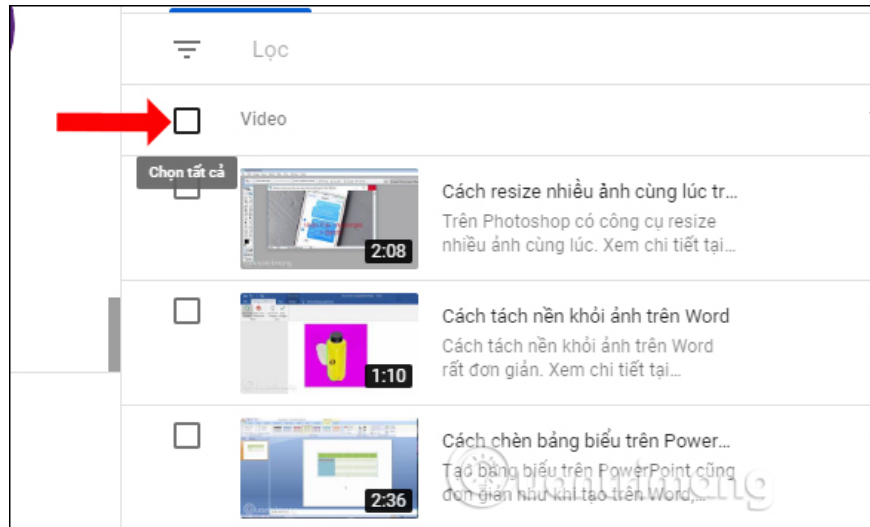 Lọc
Video
Chọn tất cả
Cách resize nhiều ảnh cùng lúc tr...
Trên Photoshop có công cụ resize
nhiều ảnh cùng lúc. Xem chi tiết tại...
2:08
Cách tách nền khỏi ảnh trên Word
Cách tách nền khỏi ảnh trên Word
rất đơn giản. Xem chi tiết tại...
1:10
Cách chèn bảng biểu trên Power...
Tạo bảng biểu trên PowerPoint cũng
đơn giản như khi tạo trên Word,...
2:36
uantrimang